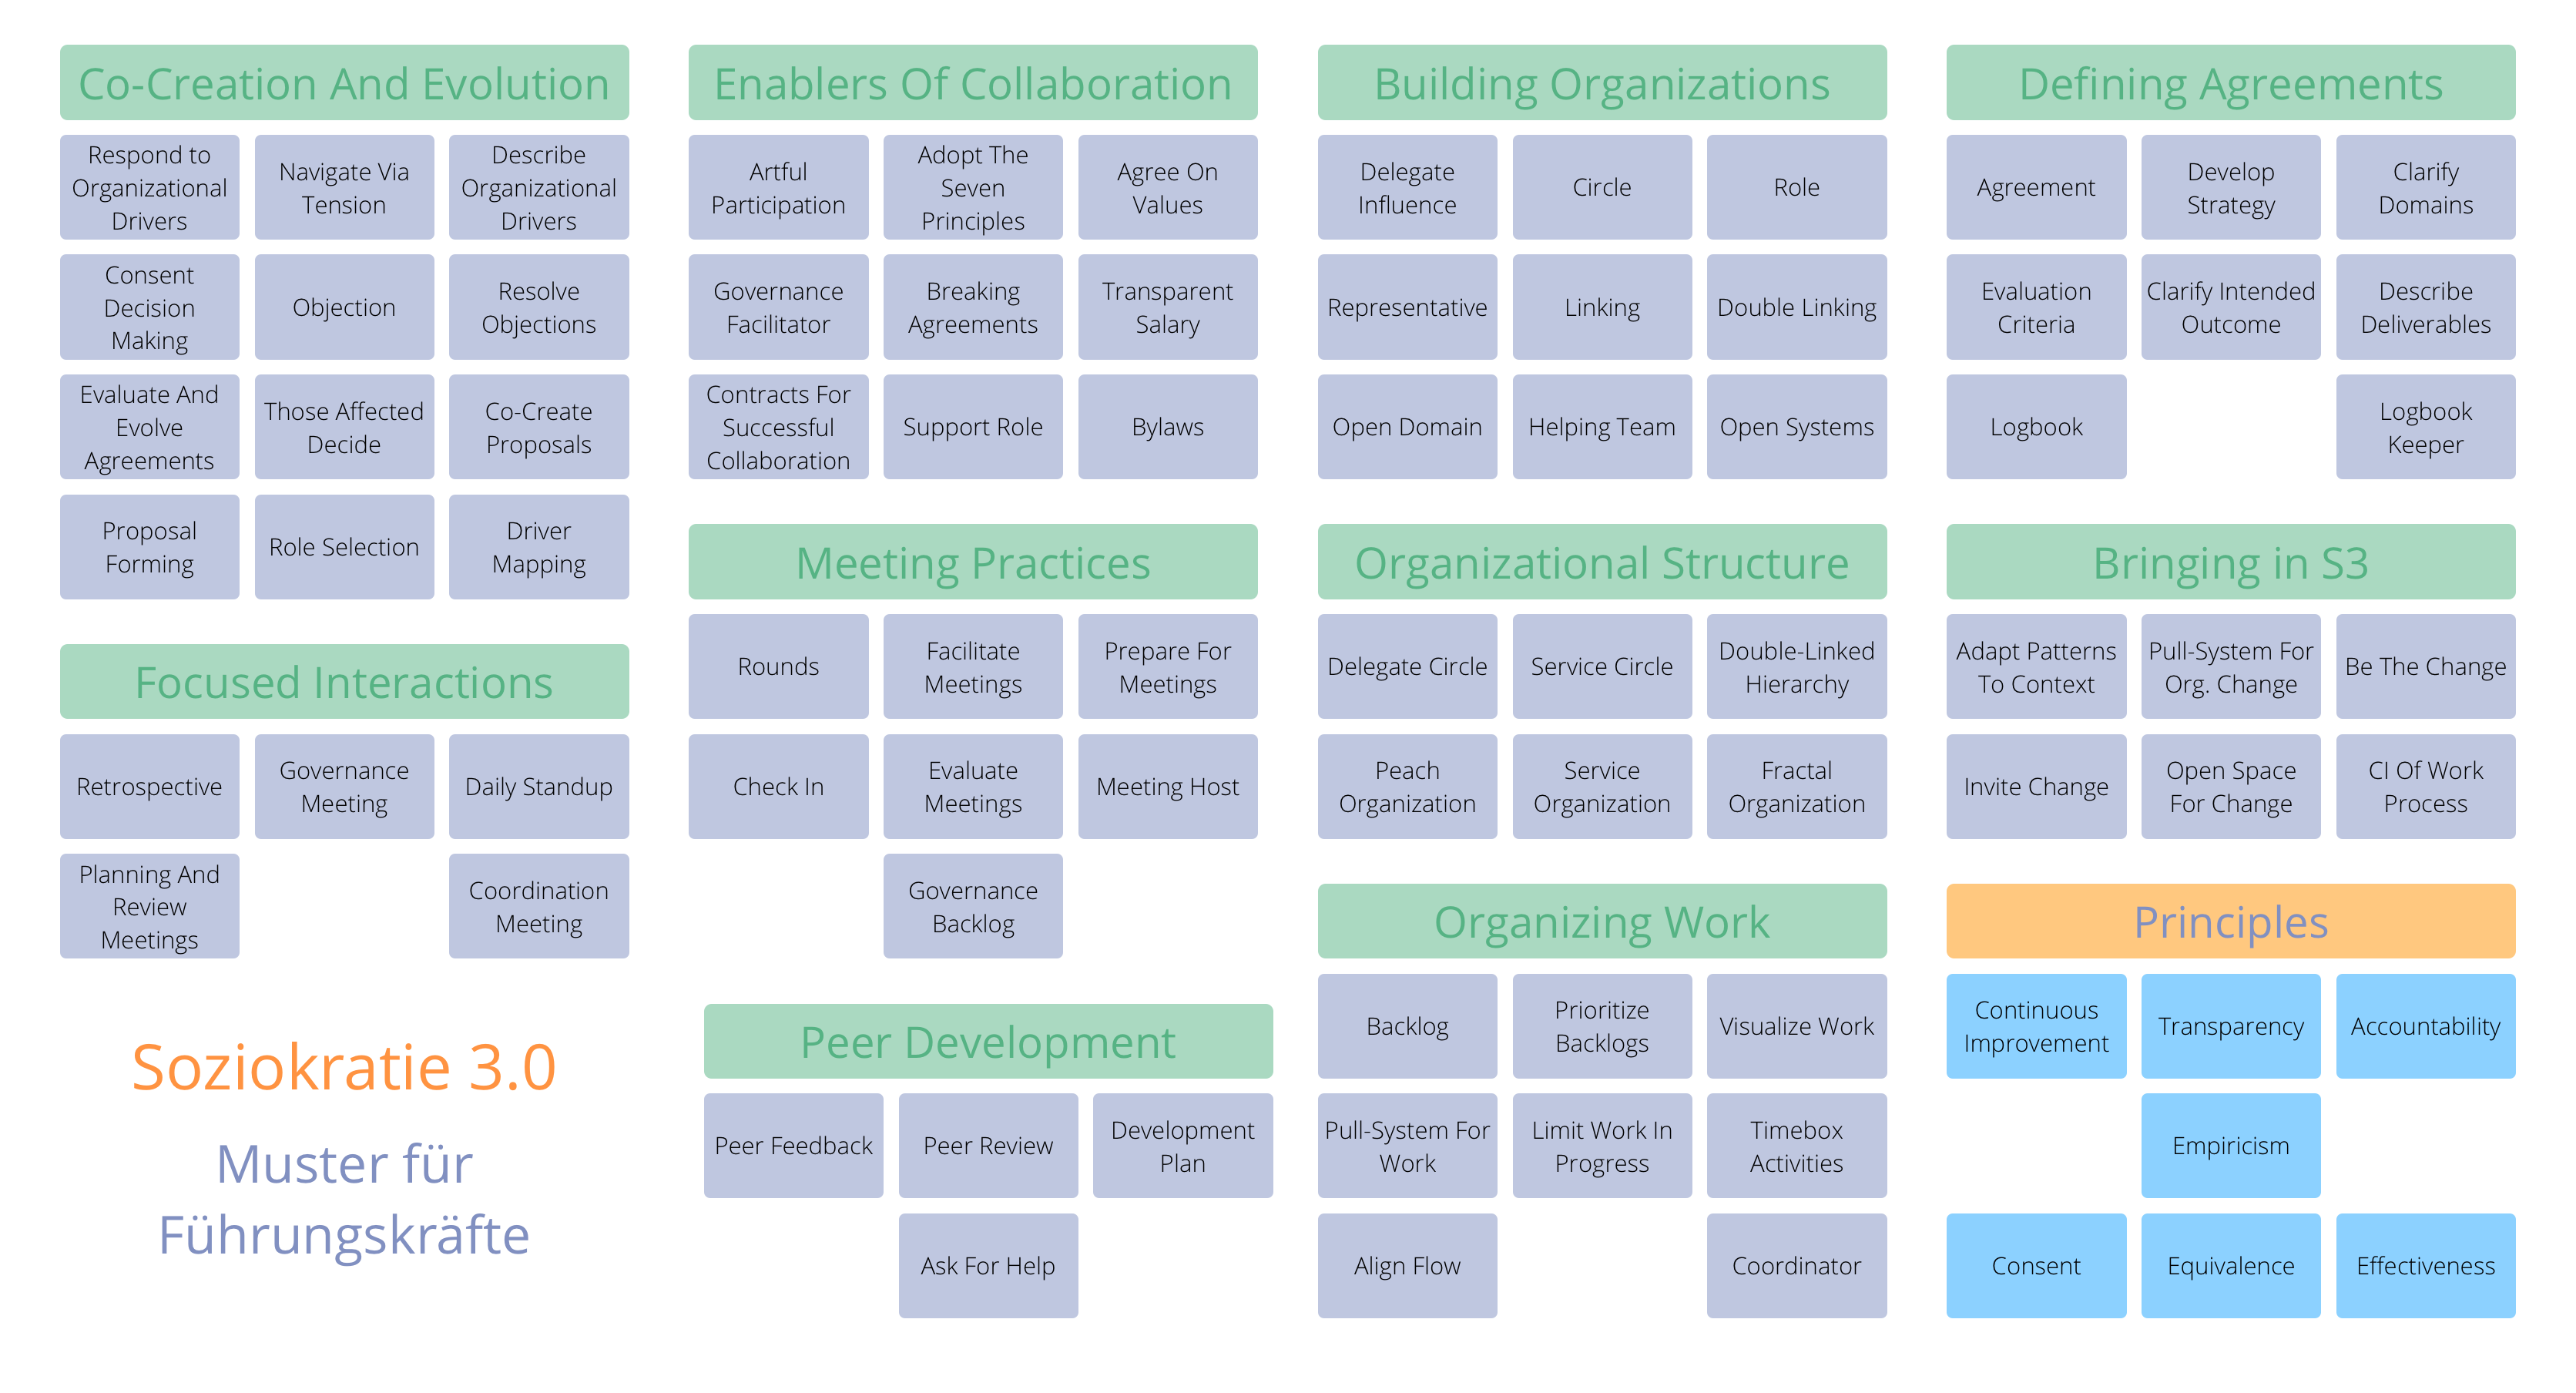 Co-Creation And Evolution
Respond to
Organizational
Drivers
Navigate Via
Tension
Describe
Organizational
Drivers
Consent
Decision
Making
Objection
Resolve
Objections
Evaluate And
Evolve
Agreements
Those Affected
Decide
Co-Create
Proposals
Proposal
Forming
Role Selection
Driver
Mapping
Focused Interactions
Retrospective
Governance
Meeting
Daily Standup
Planning And
Review
Meetings
Coordination
Meeting
Soziokratie 3.0
Muster für
Führungskräfte
Enablers Of Collaboration
Artful
Participation
Adopt The
Seven
Principles
Agree On
Values
Governance
Facilitator
Breaking
Agreements
Transparent
Salary
Contracts For
Successful
Collaboration
Support Role
Bylaws
Meeting Practices
Rounds
Facilitate
Meetings
Prepare For
Meetings
Check In
Evaluate
Meetings
Meeting Host
Governance
Backlog
Peer Development
Peer Feedback
Peer Review
Development
Plan
Ask For Help
Building Organizations
Delegate
Influence
Circle
Role
Representative
Linking
Double Linking
Open Domain
Helping Team
Open Systems
Organizational Structure
Delegate Circle
Service Circle
Double-Linked
Hierarchy
Peach
Organization
Service
Organization
Fractal
Organization
Organizing Work
Backlog
Prioritize
Backlogs
Visualize Work
Pull-System For
Work
Limit Work In
Progress
Timebox
Activities
Align Flow
Coordinator
Defining Agreements
Agreement
Develop
Strategy
Clarify
Domains
Evaluation
Criteria
Clarify Intended
Outcome
Describe
Deliverables
Logbook
Logbook
Keeper
Bringing in S3
Adapt Patterns
To Context
Pull-System For
Org. Change
Be The Change
Invite Change
Open Space
For Change
CI Of Work
Process
Principles
Continuous
Improvement
Transparency
Accountability
Empiricism
Consent
Equivalence
Effectiveness